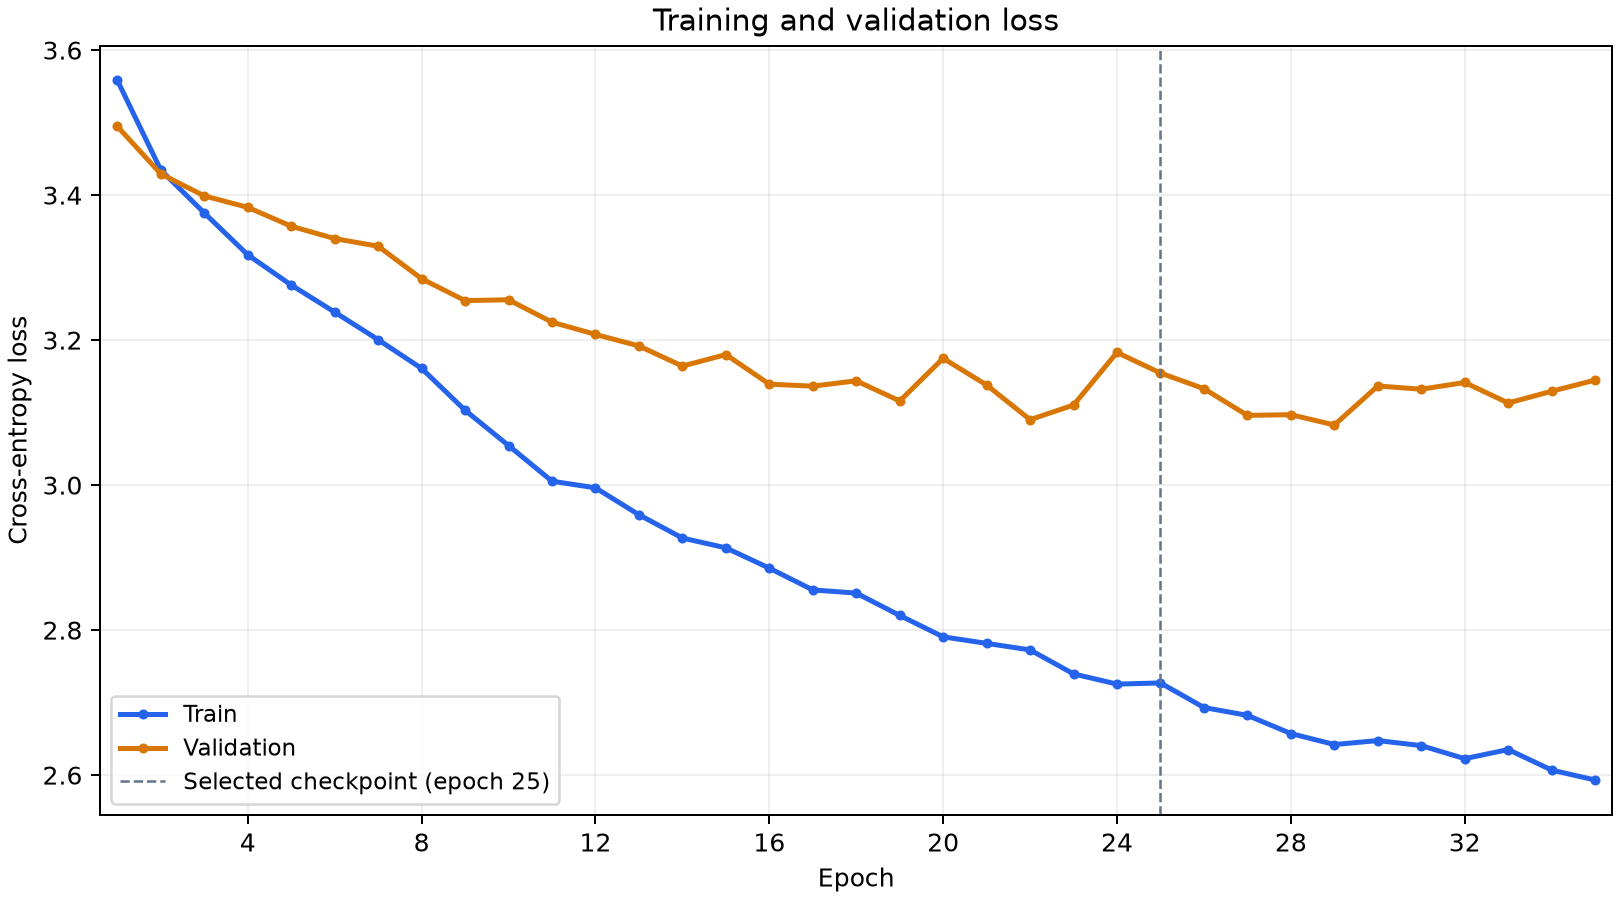 Training and validation loss
3.6
3.4
3.2
3.0
2.8
2.6
Cross-entropy loss
Train
Validation
Selected checkpoint (epoch 25)
4 8 12 16 20 24 28 32
Epoch